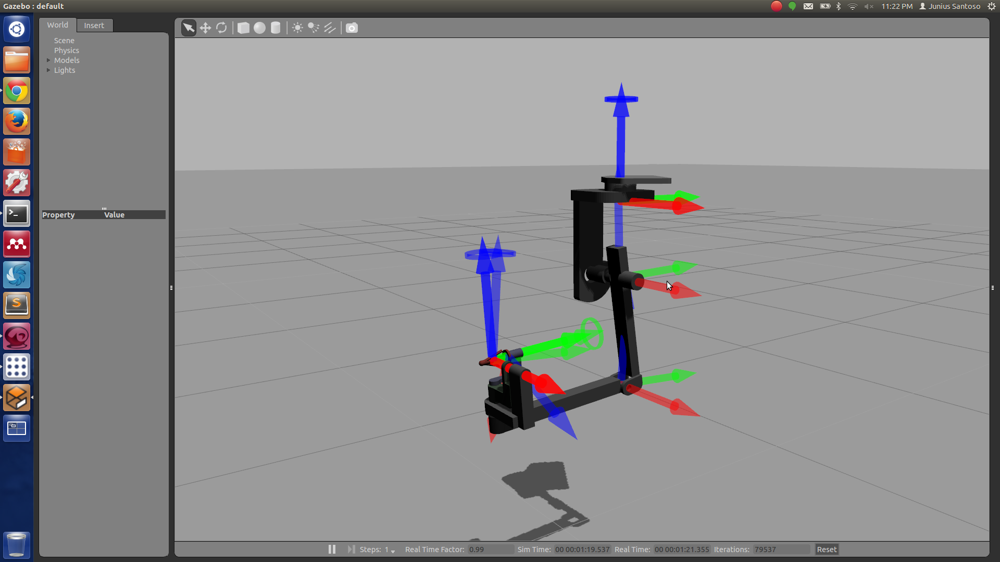 Gazebo : default
11:22 PM Junius Santoso
World Insert
Scene
Physics
Models
Lights
Property Value
Steps: 1 Real Time Factor: 0.99 Sim Time: 00 00:01:19.537 Real Time: 00 00:01:21.355 Iterations: 79537 Reset